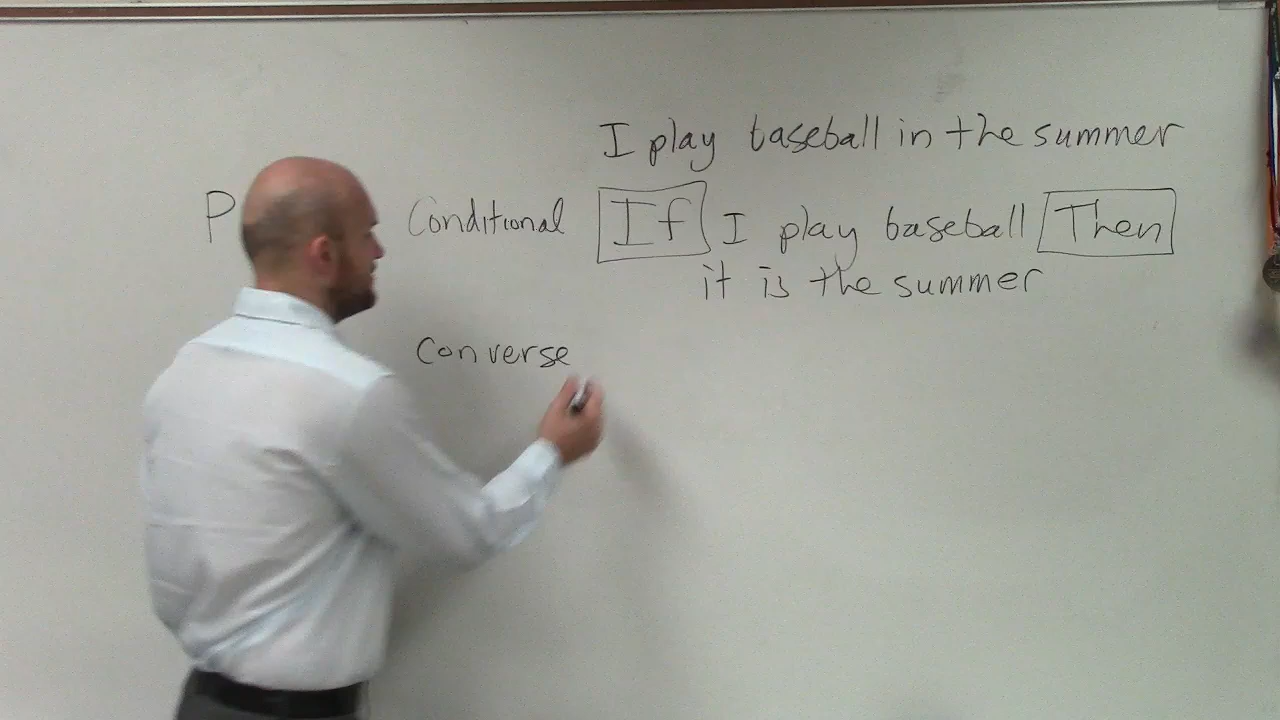 I play baseball in the summer
P Conditional If I play baseball Then
it is the summer
Converse